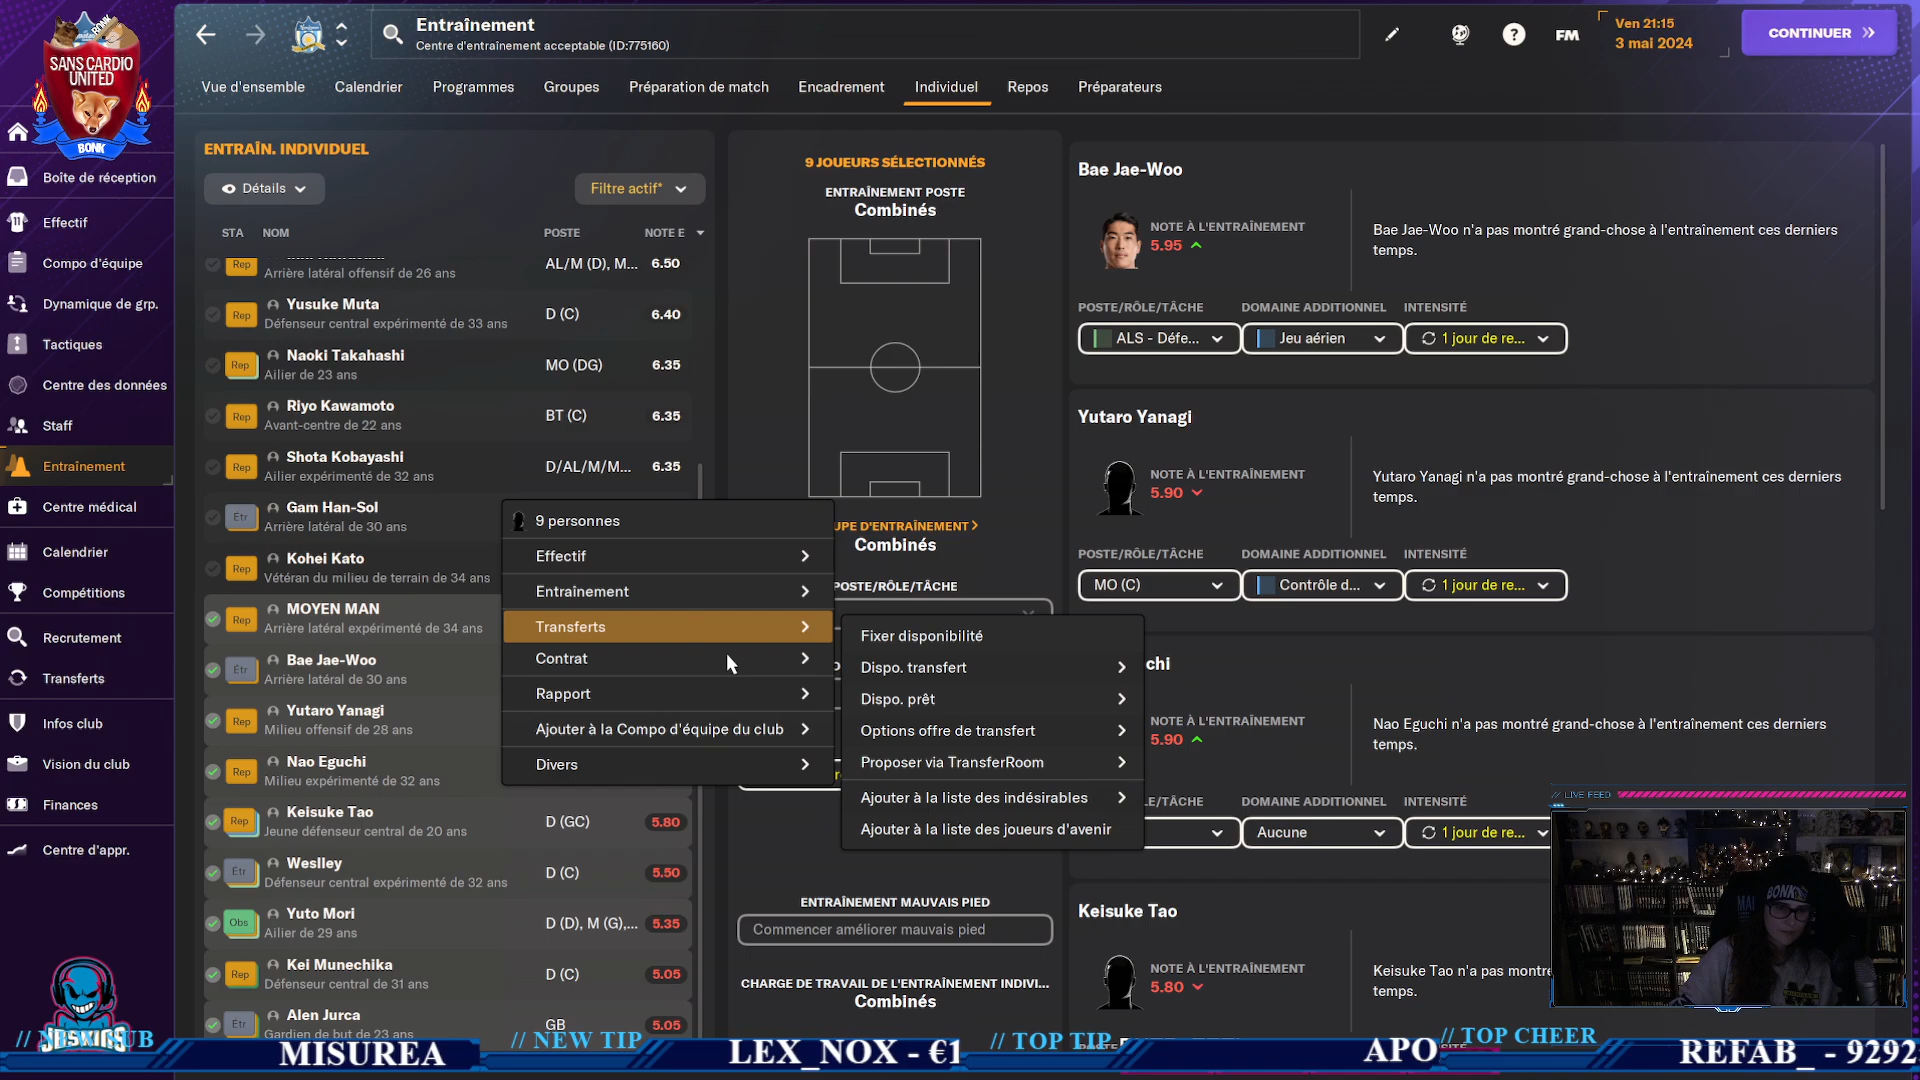 SANS CARDIO
UNITED
BONK
Entraînement
Centre d'entraînement acceptable (ID:775160)
FM
Ven 21:15
3 mai 2024
CONTINUER
Vue d'ensemble
Calendrier
Programmes
Groupes
Préparation de match
Encadrement
Individuel
Repos
Préparateurs
Boîte de réception
Effectif
Compo d'équipe
Dynamique de grp.
Tactiques
Centre des données
Staff
Entraînement
Centre médical
Calendrier
Compétitions
Recrutement
Transferts
Infos club
Vision du club
Finances
Centre d'appr.
ENTRAÎN. INDIVIDUEL
Détails
Filtre actif*
STA NOM POSTE NOTE E
Rep AL/M (D), M... 6.50
Arrière latéral offensif de 26 ans
Rep Yusuke Muta D (C) 6.40
Défenseur central expérimenté de 33 ans
Rep Naoki Takahashi MO (DG) 6.35
Ailier de 23 ans
Rep Riyo Kawamoto BT (C) 6.35
Avant-centre de 22 ans
Rep Shota Kobayashi D/AL/M/M... 6.35
Ailier expérimenté de 32 ans
Étr Gam Han-Sol
Arrière latéral de 30 ans
Rep Kohei Kato
Vétéran du milieu de terrain de 34 ans
Rep MOYEN MAN
Arrière latéral expérimenté de 34 ans
Étr Bae Jae-Woo
Arrière latéral de 30 ans
Rep Yutaro Yanagi
Milieu offensif de 28 ans
Rep Nao Eguchi
Milieu expérimenté de 32 ans
Rep Keisuke Tao D (GC) 5.80
Jeune défenseur central de 20 ans
Étr Weslley D (C) 5.50
Défenseur central expérimenté de 32 ans
Obs Yuto Mori D (D), M (G),... 5.35
Ailier de 29 ans
Rep Kei Munechika D (C) 5.05
Défenseur central de 31 ans
Étr Alen Jurca GB 5.05
Gardien de but de 23 ans
9 personnes
Effectif
Entraînement
Transferts
Contrat
Rapport
Ajouter à la Compo d'équipe du club
Divers
Fixer disponibilité
Dispo. transfert
Dispo. prêt
Options offre de transfert
Proposer via TransferRoom
Ajouter à la liste des indésirables
Ajouter à la liste des joueurs d'avenir
9 JOUEURS SÉLECTIONNÉS
ENTRAÎNEMENT POSTE
Combinés
UPE D'ENTRAÎNEMENT
Combinés
POSTE/RÔLE/TÂCHE
ENTRAÎNEMENT MAUVAIS PIED
Commencer améliorer mauvais pied
CHARGE DE TRAVAIL DE L'ENTRAÎNEMENT INDIVI...
Combinés
Bae Jae-Woo
NOTE À L'ENTRAÎNEMENT
5.95
Bae Jae-Woo n'a pas montré grand-chose à l'entraînement ces derniers
temps.
POSTE/RÔLE/TÂCHE DOMAINE ADDITIONNEL INTENSITÉ
ALS - Défe... Jeu aérien 1 jour de re...
Yutaro Yanagi
NOTE À L'ENTRAÎNEMENT
5.90
Yutaro Yanagi n'a pas montré grand-chose à l'entraînement ces derniers
temps.
POSTE/RÔLE/TÂCHE DOMAINE ADDITIONNEL INTENSITÉ
MO (C) Contrôle d... 1 jour de re...
chi
NOTE À L'ENTRAÎNEMENT
5.90
Nao Eguchi n'a pas montré grand-chose à l'entraînement ces derniers
temps.
LE/TÂCHE DOMAINE ADDITIONNEL INTENSITÉ
Aucune 1 jour de re...
Keisuke Tao
NOTE À L'ENTRAÎNEMENT
5.80
Keisuke Tao n'a pas montré
temps.
// LIVE FEED
BONK
// NEW SUB
MISUREA
// NEW TIP
LEX_NOX - €1
// TOP TIP
APO
// TOP CHEER
REFAB_ - 9292